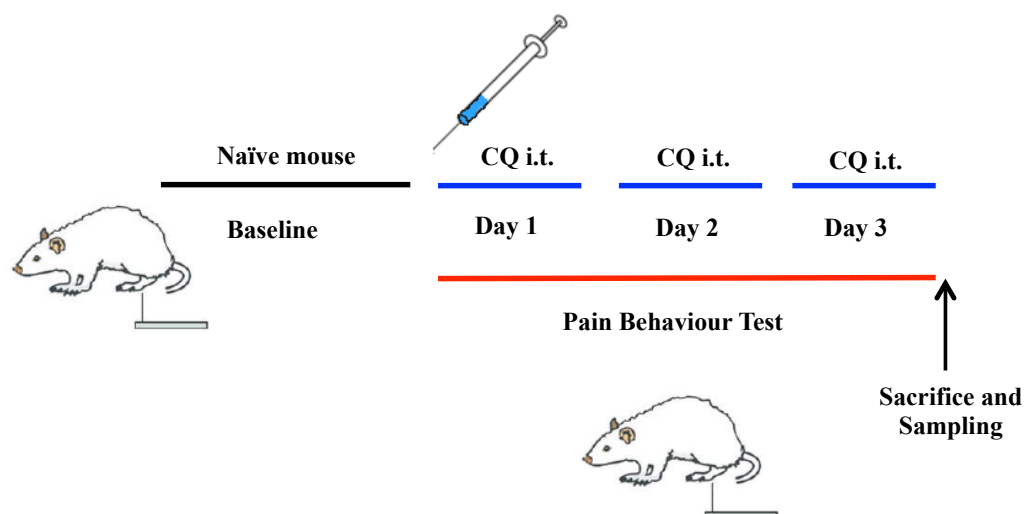 Naïve mouse
CQ i.t.
CQ i.t.
CQ i.t.
Baseline
Day 1
Day 2
Day 3
Pain Behaviour Test
Sacrifice and
Sampling